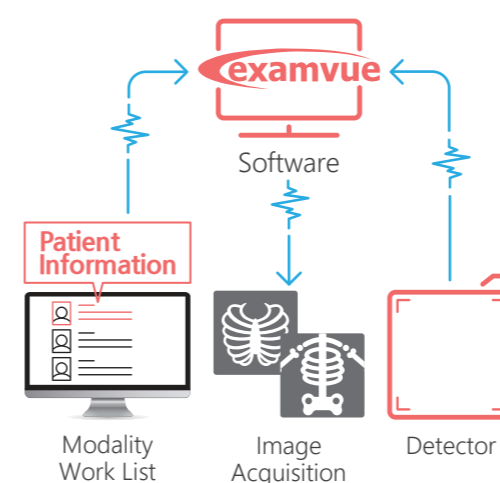 examvue
Software
Patient
Information
Modality
Work List
Image
Acquisition
Detector